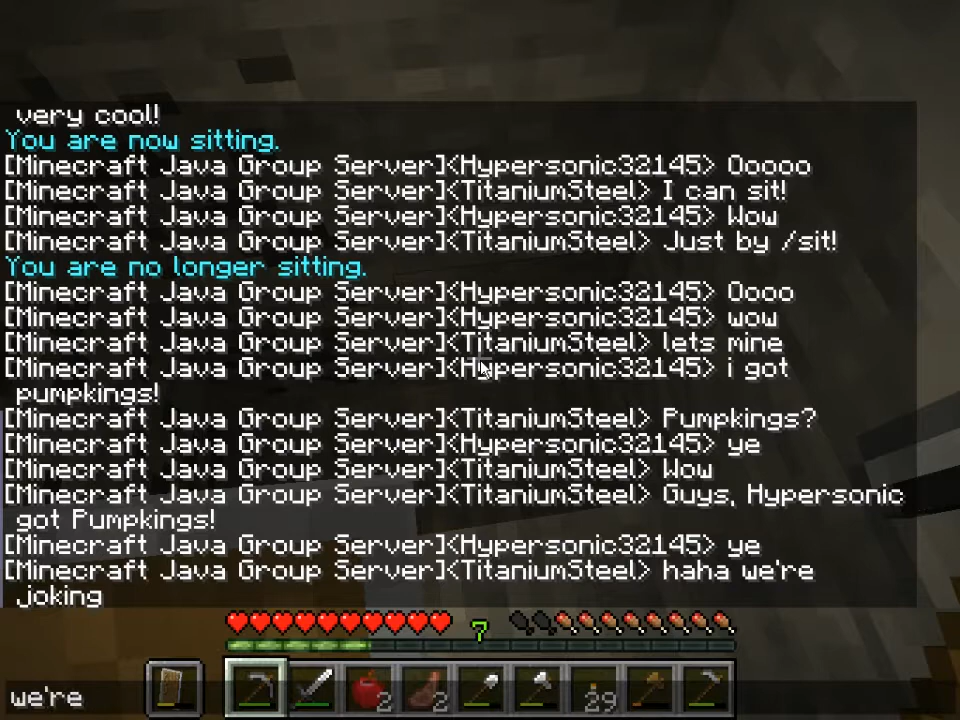 very cool!
You are now sitting.
[Minecraft Java Group Server]<Hypersonic32145> Ooooo
[Minecraft Java Group Server]<TitaniumSteel> I can sit!
[Minecraft Java Group Server]<Hypersonic32145> Wow
[Minecraft Java Group Server]<TitaniumSteel> Just by /sit!
You are no longer sitting.
[Minecraft Java Group Server]<Hypersonic32145> Oooo
[Minecraft Java Group Server]<Hypersonic32145> wow
[Minecraft Java Group Server]<TitaniumSteel> lets mine
[Minecraft Java Group Server]<Hypersonic32145> i got
pumpkings!
[Minecraft Java Group Server]<TitaniumSteel> Pumpkings?
[Minecraft Java Group Server]<Hypersonic32145> ye
[Minecraft Java Group Server]<TitaniumSteel> Wow
[Minecraft Java Group Server]<TitaniumSteel> Guys, Hypersonic
got Pumpkings!
[Minecraft Java Group Server]<Hypersonic32145> ye
[Minecraft Java Group Server]<TitaniumSteel> haha we're
joking
7
2 2 29
we're